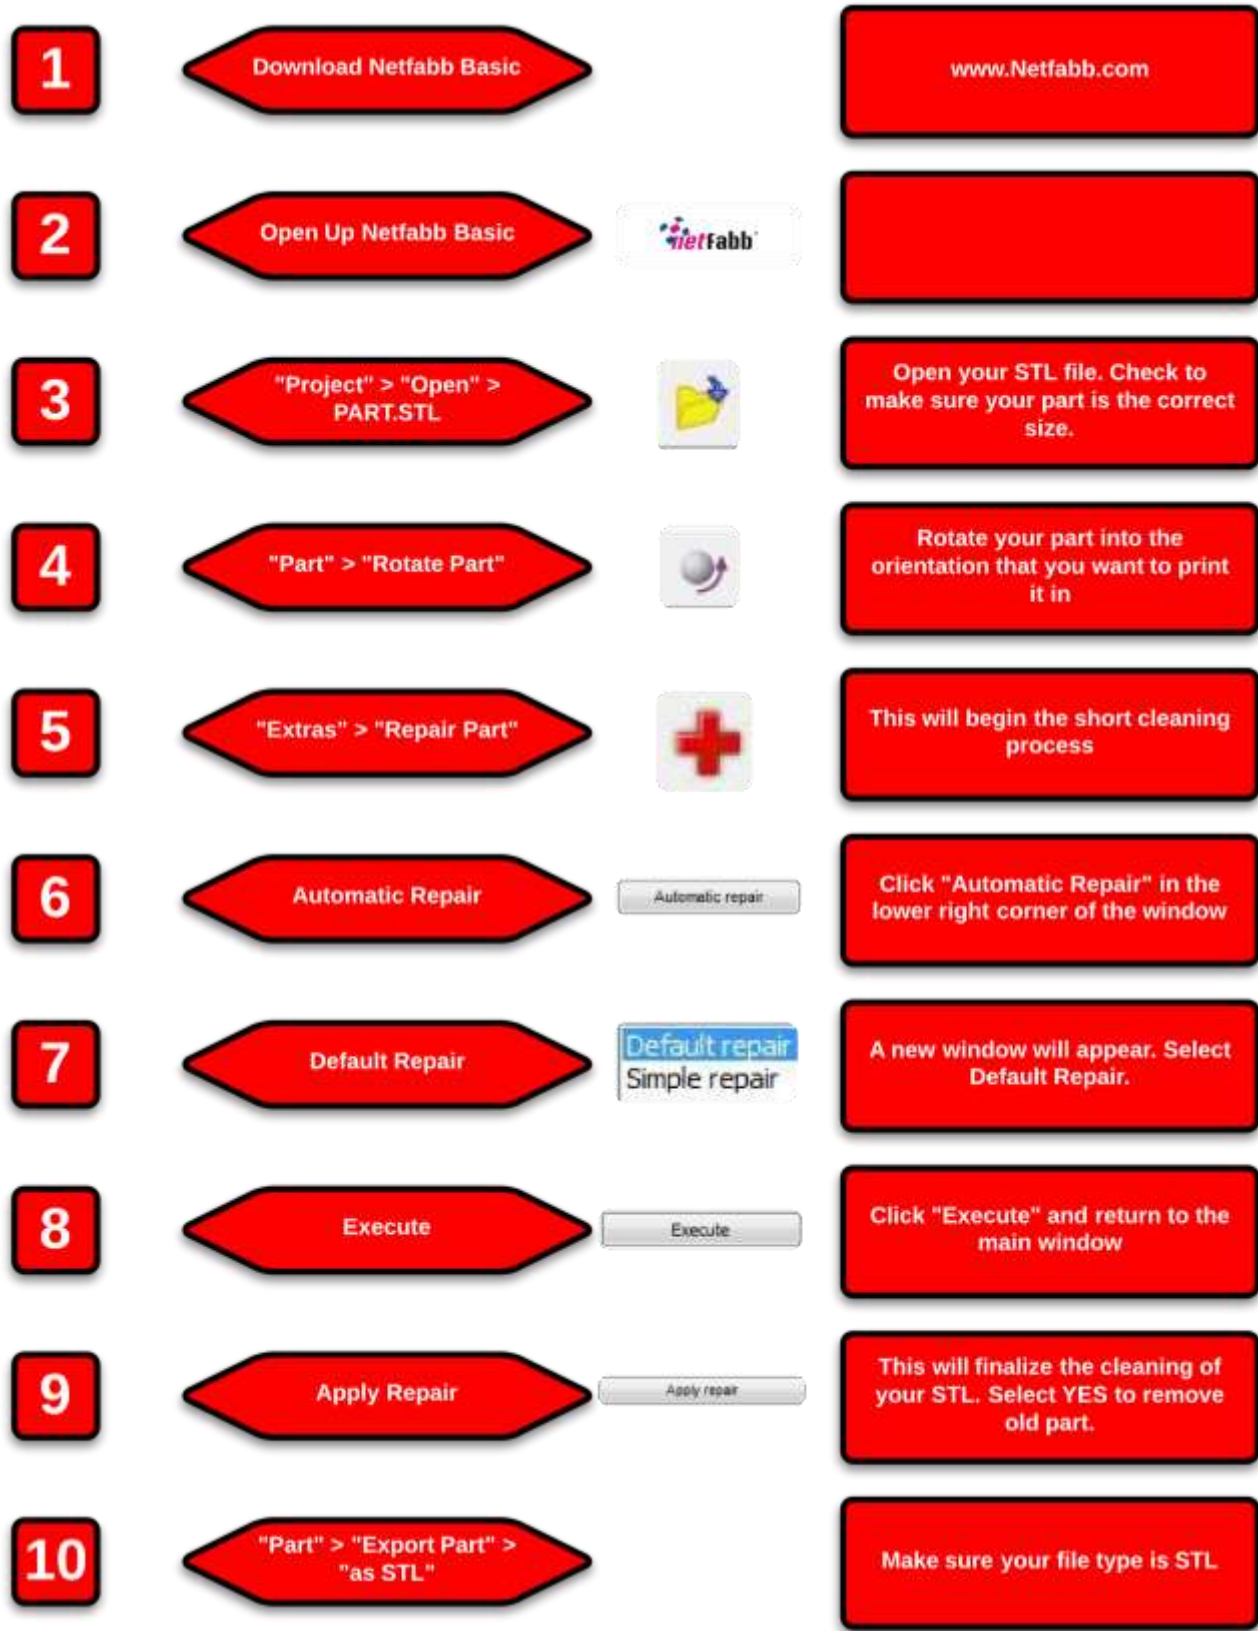 1
Download Netfabb Basic
www.Netfabb.com
2
Open Up Netfabb Basic
netfabb
3
"Project" > "Open" >
PART.STL
Open your STL file. Check to
make sure your part is the correct
size.
4
"Part" > "Rotate Part"
Rotate your part into the
orientation that you want to print
it in
5
"Extras" > "Repair Part"
This will begin the short cleaning
process
6
Automatic Repair
Automatic repair
Click "Automatic Repair" in the
lower right corner of the window
7
Default Repair
Default repair
Simple repair
A new window will appear. Select
Default Repair.
8
Execute
Execute
Click "Execute" and return to the
main window
9
Apply Repair
Apply repair
This will finalize the cleaning of
your STL. Select YES to remove
old part.
10
"Part" > "Export Part" >
"as STL"
Make sure your file type is STL